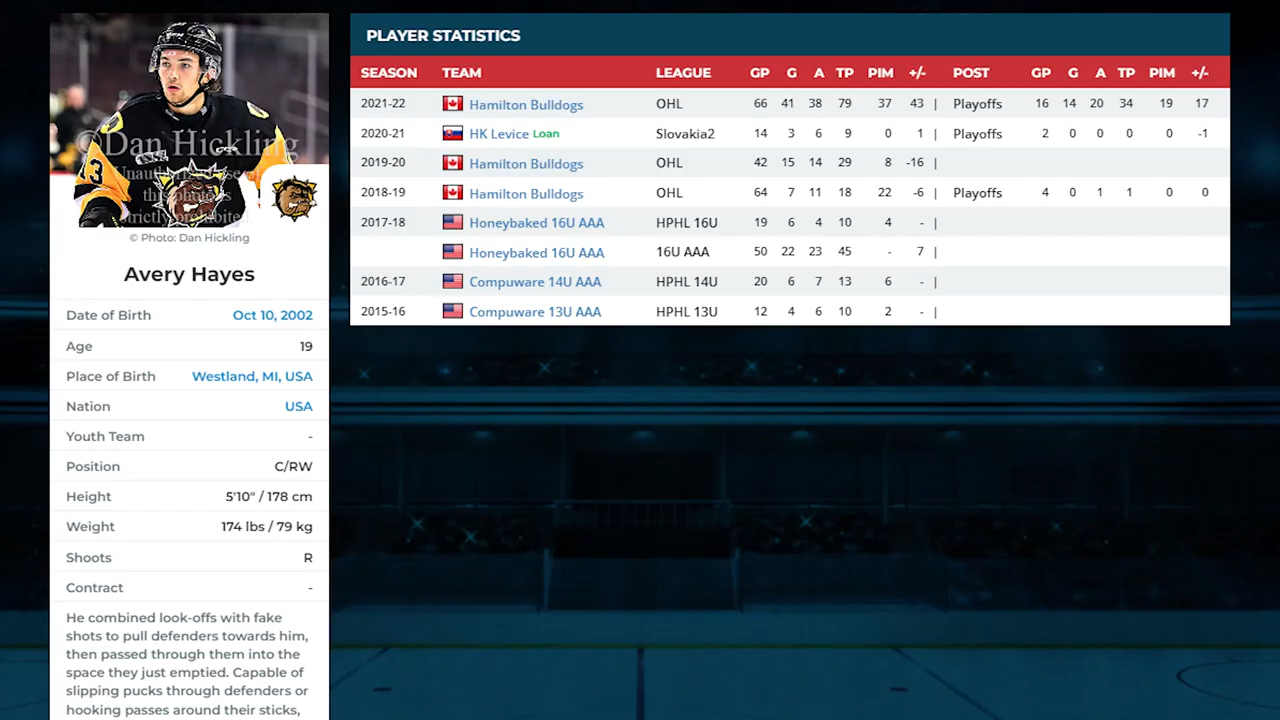 ©Dan Hickling
Unauthorized use of
this photo is
strictly prohibited.
© Photo: Dan Hickling
Avery Hayes
Date of Birth Oct 10, 2002
Age 19
Place of Birth Westland, MI, USA
Nation USA
Youth Team -
Position C/RW
Height 5'10" / 178 cm
Weight 174 lbs / 79 kg
Shoots R
Contract -
He combined look-offs with fake
shots to pull defenders towards him,
then passed through them into the
space they just emptied. Capable of
slipping pucks through defenders or
hooking passes around their sticks,
PLAYER STATISTICS
SEASON TEAM LEAGUE GP G A TP PIM +/- POST GP G A TP PIM +/-
2021-22 Hamilton Bulldogs OHL 66 41 38 79 37 43 | Playoffs 16 14 20 34 19 17
2020-21 HK Levice Loan Slovakia2 14 3 6 9 0 1 | Playoffs 2 0 0 0 0 -1
2019-20 Hamilton Bulldogs OHL 42 15 14 29 8 -16 |
2018-19 Hamilton Bulldogs OHL 64 7 11 18 22 -6 | Playoffs 4 0 1 1 0 0
2017-18 Honeybaked 16U AAA HPHL 16U 19 6 4 10 4 - |
Honeybaked 16U AAA 16U AAA 50 22 23 45 - 7 |
2016-17 Compuware 14U AAA HPHL 14U 20 6 7 13 6 - |
2015-16 Compuware 13U AAA HPHL 13U 12 4 6 10 2 - |